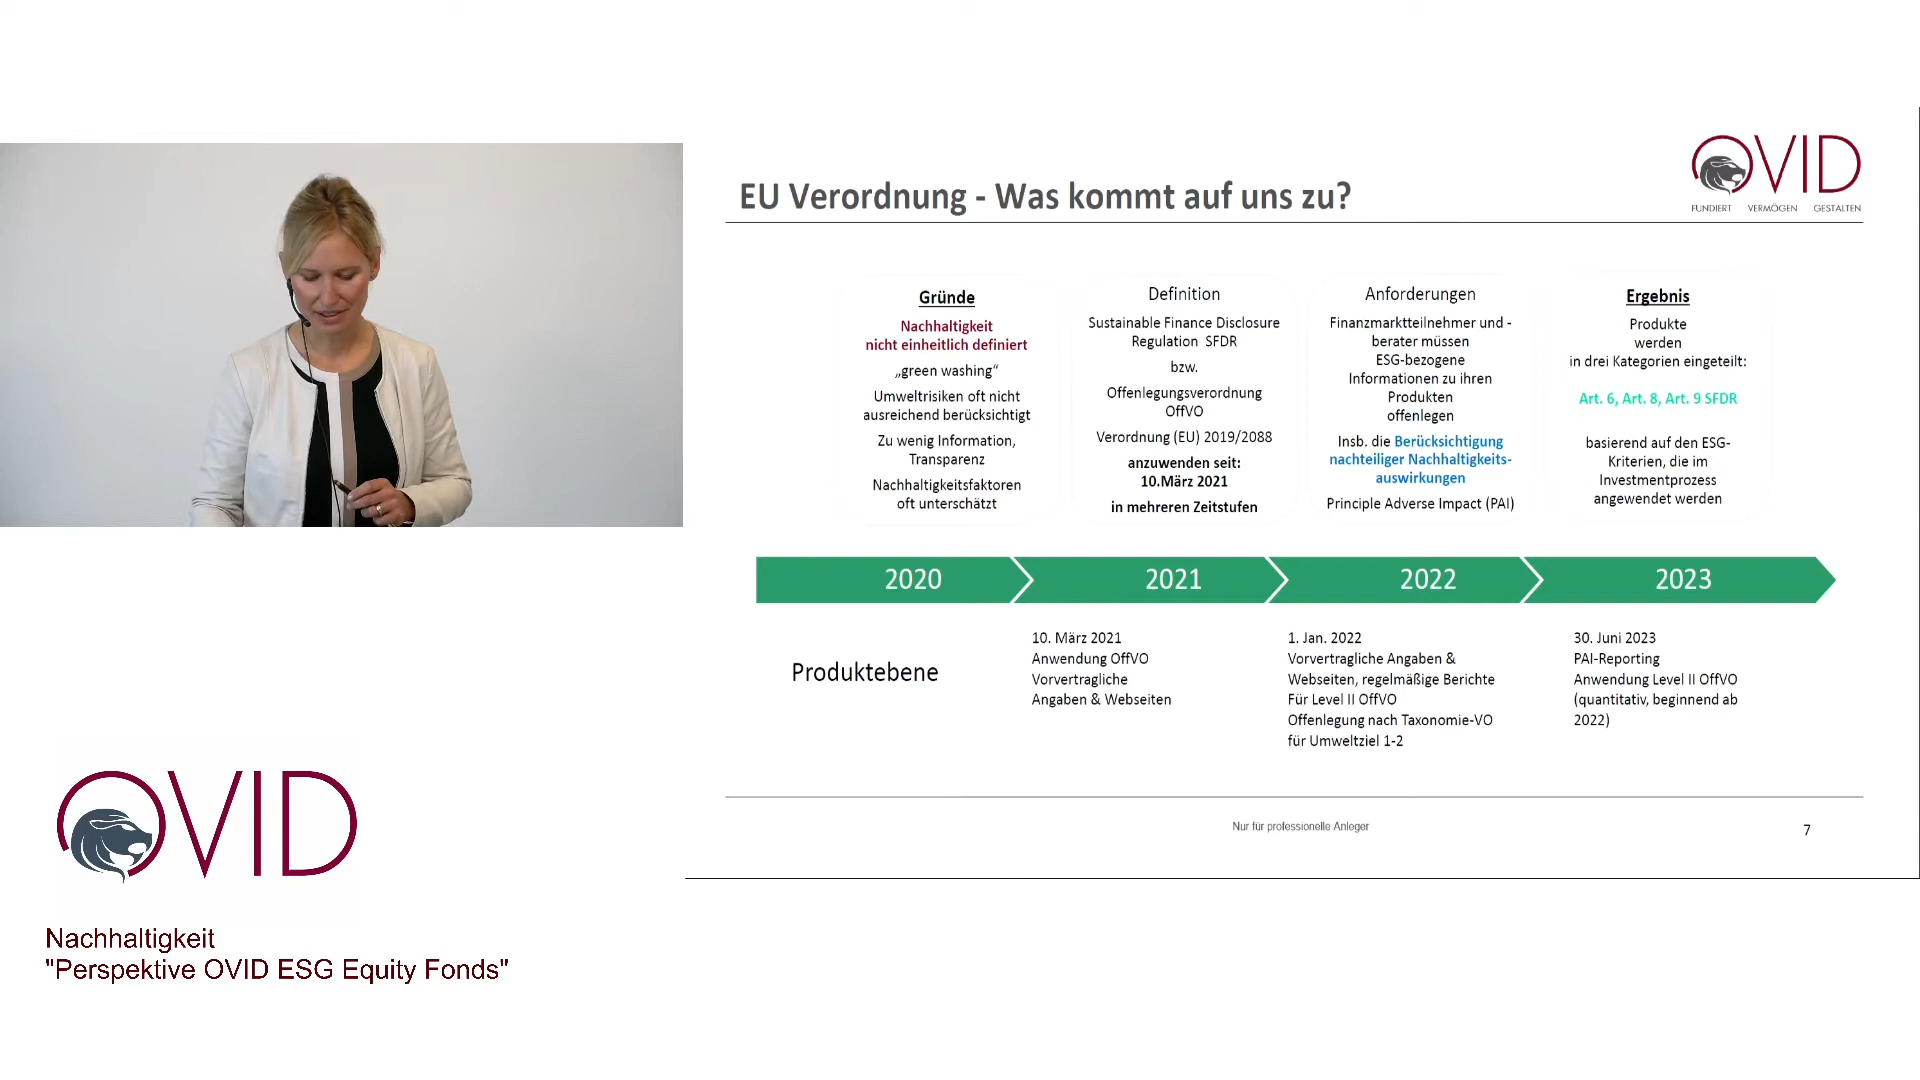 EU Verordnung - Was kommt auf uns zu?
OVID
FUNDIERT VERMÖGEN GESTALTEN
Gründe
Nachhaltigkeit
nicht einheitlich definiert
„green washing“
Umweltrisiken oft nicht
ausreichend berücksichtigt
Zu wenig Information,
Transparenz
Nachhaltigkeitsfaktoren
oft unterschätzt
Definition
Sustainable Finance Disclosure
Regulation SFDR
bzw.
Offenlegungsverordnung
OffVO
Verordnung (EU) 2019/2088
anzuwenden seit:
10.März 2021
in mehreren Zeitstufen
Anforderungen
Finanzmarktteilnehmer und -
berater müssen
ESG-bezogene
Informationen zu ihren
Produkten
offenlegen
Insb. die Berücksichtigung
nachteiliger Nachhaltigkeits-
auswirkungen
Principle Adverse Impact (PAI)
Ergebnis
Produkte
werden
in drei Kategorien eingeteilt:
Art. 6, Art. 8, Art. 9 SFDR
basierend auf den ESG-
Kriterien, die im
Investmentprozess
angewendet werden
2020
2021
2022
2023
Produktebene
10. März 2021
Anwendung OffVO
Vorvertragliche
Angaben & Webseiten
1. Jan. 2022
Vorvertragliche Angaben &
Webseiten, regelmäßige Berichte
Für Level II OffVO
Offenlegung nach Taxonomie-VO
für Umweltziel 1-2
30. Juni 2023
PAI-Reporting
Anwendung Level II OffVO
(quantitativ, beginnend ab
2022)
Nur für professionelle Anleger
7
OVID
Nachhaltigkeit
"Perspektive OVID ESG Equity Fonds"